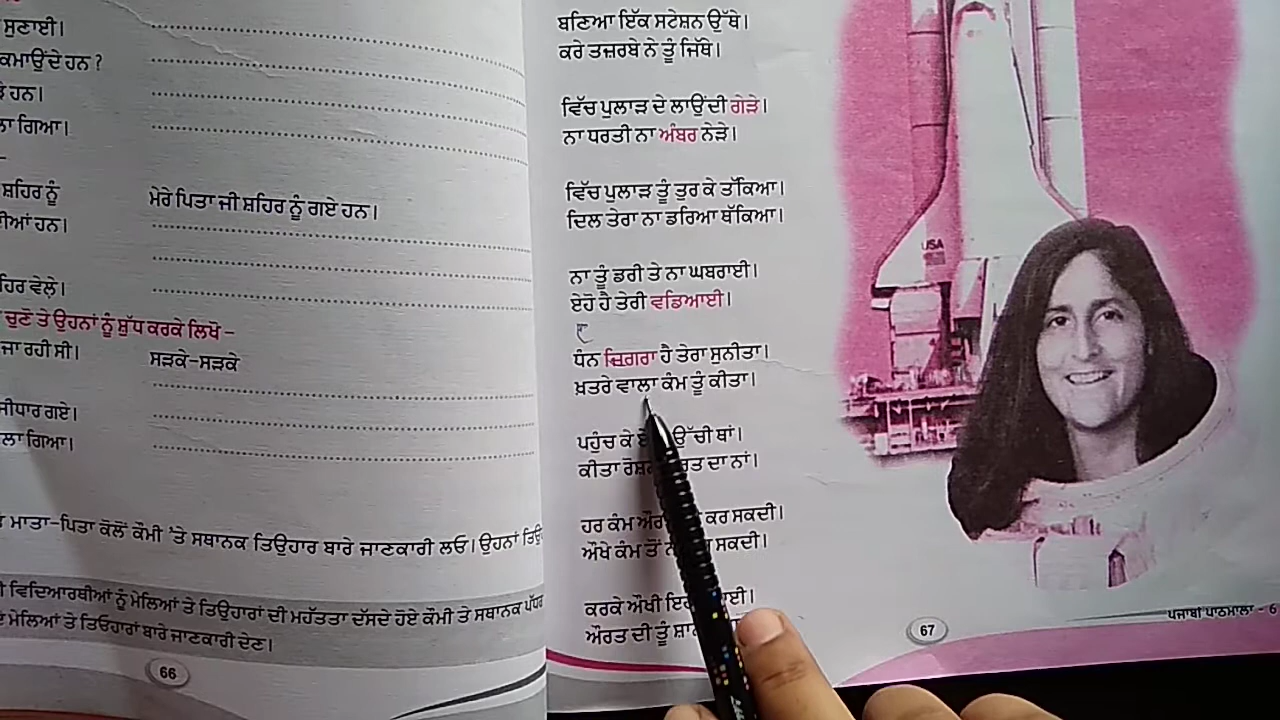 ਸੁਣਾਈ।
ਕਮਾਉਂਦੇ ਹਨ ?
ਹਨ।
ਗਿਆ।
ਸ਼ਹਿਰ ਨੂੰ
ਮੇਰੇ ਪਿਤਾ ਜੀ ਸ਼ਹਿਰ ਨੂੰ ਗਏ ਹਨ।
ਹਨ।
ਵੇਲ਼ੇ।
ਚੁਣੋ ਤੇ ਉਹਨਾਂ ਨੂੰ ਸ਼ੁੱਧ ਕਰਕੇ ਲਿਖੋ –
ਜਾ ਰਹੀ ਸੀ।
ਸੜਕੇ-ਸੜਕੇ
ਗਏ।
ਗਿਆ।
ਮਾਤਾ-ਪਿਤਾ ਕੋਲੋਂ ਕੌਮੀ 'ਤੇ ਸਥਾਨਕ ਤਿਉਹਾਰ ਬਾਰੇ ਜਾਣਕਾਰੀ ਲਓ। ਉਹਨਾਂ
ਵਿਦਿਆਰਥੀਆਂ ਨੂੰ ਮੇਲਿਆਂ ਤੇ ਤਿਉਹਾਰਾਂ ਦੀ ਮਹੱਤਤਾ ਦੱਸਦੇ ਹੋਏ ਕੌਮੀ ਤੇ ਸਥਾਨਕ ਪੱਧਰ
ਮੇਲਿਆਂ ਤੇ ਤਿਓਹਾਰਾਂ ਬਾਰੇ ਜਾਣਕਾਰੀ ਦੇਣ।
66
ਬਣਿਆ ਇੱਕ ਸਟੇਸ਼ਨ ਉੱਥੇ।
ਕਰੇ ਤਜ਼ਰਬੇ ਨੇ ਤੂੰ ਜਿੱਥੇ।
ਵਿੱਚ ਪੁਲਾੜ ਦੇ ਲਾਉਂਦੀ ਗੇੜੇ।
ਨਾ ਧਰਤੀ ਨਾ ਅੰਬਰ ਨੇੜੇ।
ਵਿੱਚ ਪੁਲਾੜ ਤੂੰ ਤੁਰ ਕੇ ਤੱਕਿਆ।
ਦਿਲ ਤੇਰਾ ਨਾ ਡਰਿਆ ਥੱਕਿਆ।
ਨਾ ਤੂੰ ਡਰੀ ਤੇ ਨਾ ਘਬਰਾਈ।
ਏਹੋ ਹੈ ਤੇਰੀ ਵਡਿਆਈ।
ਧੰਨ ਜਿਗਰਾ ਹੈ ਤੇਰਾ ਸੁਨੀਤਾ।
ਖ਼ਤਰੇ ਵਾਲਾ ਕੰਮ ਤੂੰ ਕੀਤਾ।
ਪਹੁੰਚ ਕੇ ਉੱਚੀ ਥਾਂ।
ਕੀਤਾ ਦਾ ਨਾਂ।
ਹਰ ਕੰਮ ਕਰ ਸਕਦੀ।
ਔਖੇ ਕੰਮ ਤੋਂ ਸਕਦੀ।
ਕਰਕੇ ਔਖੀ
ਔਰਤ ਦੀ ਤੂੰ
USA
ਪੰਜਾਬੀ ਪਾਠਮਾਲਾ - 6
67